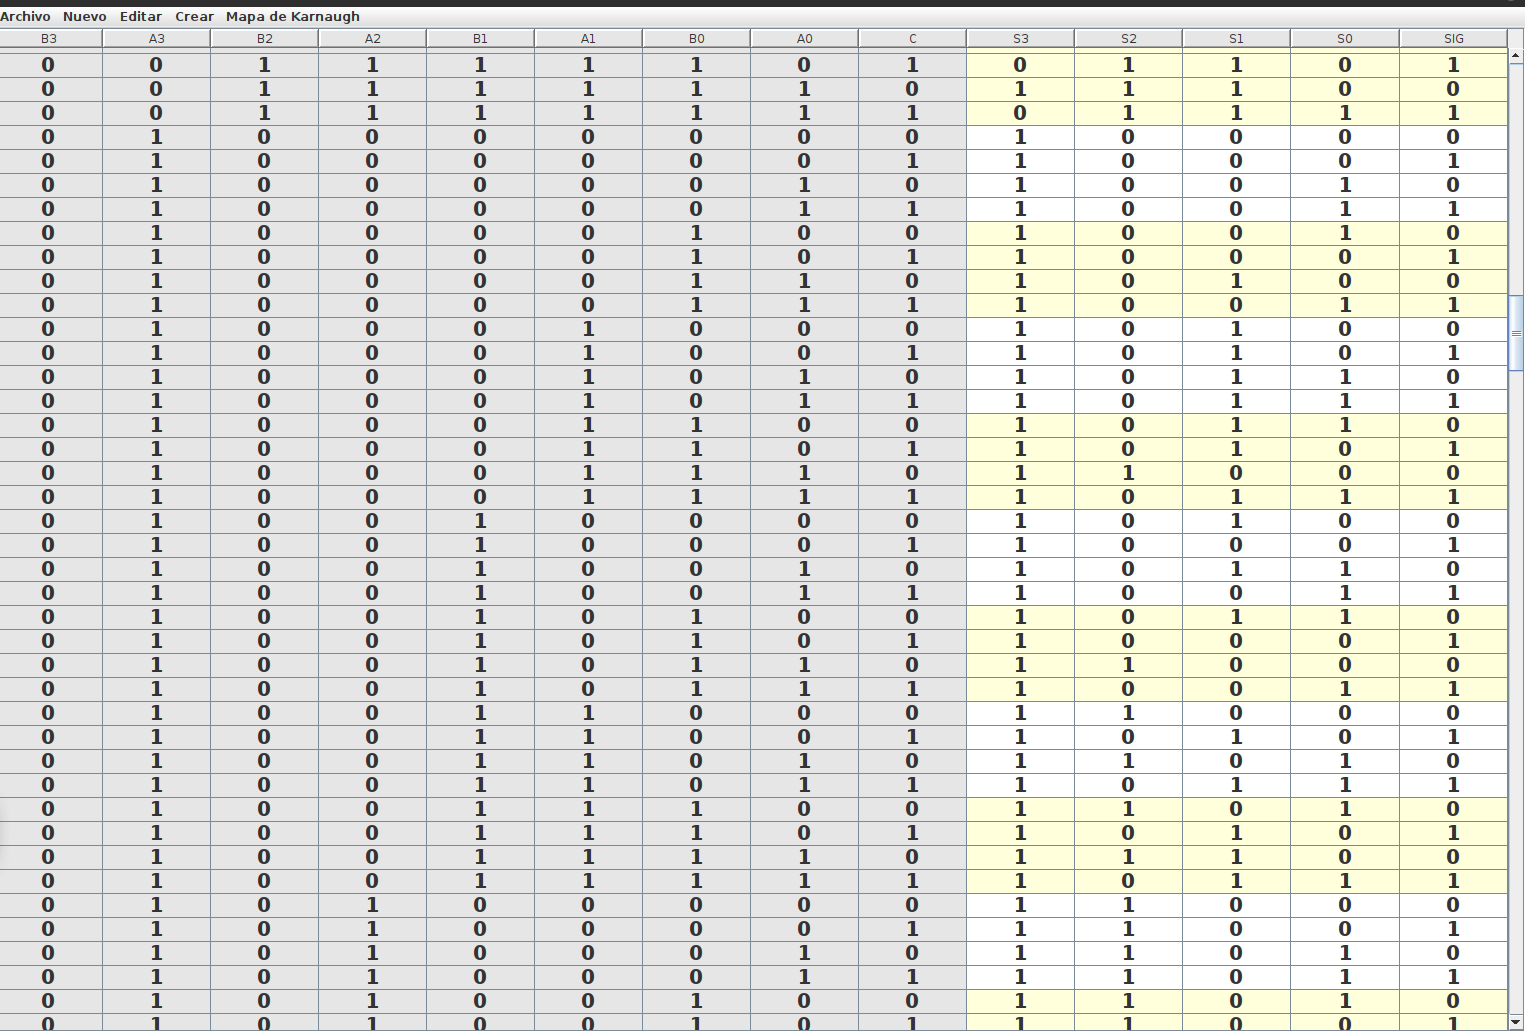 Archivo Nuevo Editar Crear Mapa de Karnaugh
B3 A3 B2 A2 B1 A1 B0 A0 C S3 S2 S1 S0 SIG
0 0 1 1 1 1 1 0 1 0 1 1 0 1
0 0 1 1 1 1 1 1 0 1 1 1 0 0
0 0 1 1 1 1 1 1 1 0 1 1 1 1
0 1 0 0 0 0 0 0 0 1 0 0 0 0
0 1 0 0 0 0 0 0 1 1 0 0 0 1
0 1 0 0 0 0 0 1 0 1 0 0 1 0
0 1 0 0 0 0 0 1 1 1 0 0 1 1
0 1 0 0 0 0 1 0 0 1 0 0 1 0
0 1 0 0 0 0 1 0 1 1 0 0 0 1
0 1 0 0 0 0 1 1 0 1 0 1 0 0
0 1 0 0 0 0 1 1 1 1 0 0 1 1
0 1 0 0 0 1 0 0 0 1 0 1 0 0
0 1 0 0 0 1 0 0 1 1 0 1 0 1
0 1 0 0 0 1 0 1 0 1 0 1 1 0
0 1 0 0 0 1 0 1 1 1 0 1 1 1
0 1 0 0 0 1 1 0 0 1 0 1 1 0
0 1 0 0 0 1 1 0 1 1 0 1 0 1
0 1 0 0 0 1 1 1 0 1 1 0 0 0
0 1 0 0 0 1 1 1 1 1 0 1 1 1
0 1 0 0 1 0 0 0 0 1 0 1 0 0
0 1 0 0 1 0 0 0 1 1 0 0 0 1
0 1 0 0 1 0 0 1 0 1 0 1 1 0
0 1 0 0 1 0 0 1 1 1 0 0 1 1
0 1 0 0 1 0 1 0 0 1 0 1 1 0
0 1 0 0 1 0 1 0 1 1 0 0 0 1
0 1 0 0 1 0 1 1 0 1 1 0 0 0
0 1 0 0 1 0 1 1 1 1 0 0 1 1
0 1 0 0 1 1 0 0 0 1 1 0 0 0
0 1 0 0 1 1 0 0 1 1 0 1 0 1
0 1 0 0 1 1 0 1 0 1 1 0 1 0
0 1 0 0 1 1 0 1 1 1 0 1 1 1
0 1 0 0 1 1 1 0 0 1 1 0 1 0
0 1 0 0 1 1 1 0 1 1 0 1 0 1
0 1 0 0 1 1 1 1 0 1 1 1 0 0
0 1 0 0 1 1 1 1 1 1 0 1 1 1
0 1 0 1 0 0 0 0 0 1 1 0 0 0
0 1 0 1 0 0 0 0 1 1 1 0 0 1
0 1 0 1 0 0 0 1 0 1 1 0 1 0
0 1 0 1 0 0 0 1 1 1 1 0 1 1
0 1 0 1 0 0 1 0 0 1 1 0 1 0
0 1 0 1 0 0 1 0 1 1 1 0 0 1